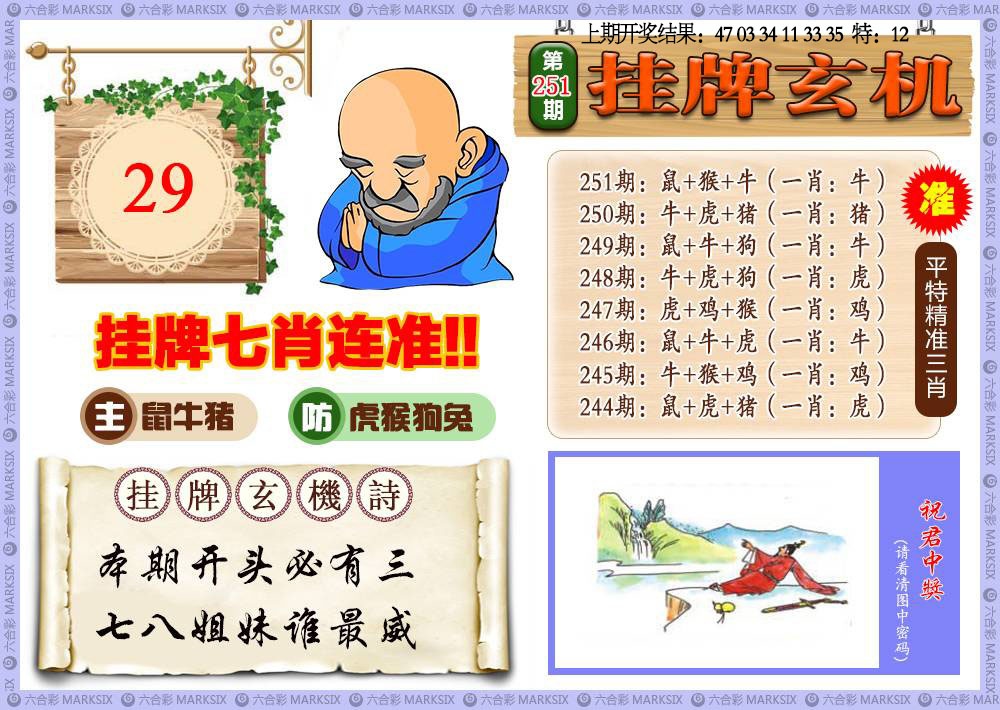 六合彩 MARKSIX
上期开奖结果：47 03 34 11 33 35 特：12
第
251
期
挂牌玄机
29
挂牌七肖连准!!
主 鼠牛猪
防 虎猴狗兔
251期：鼠+猴+牛（一肖：牛）
250期：牛+虎+猪（一肖：猪）
249期：鼠+牛+狗（一肖：牛）
248期：牛+虎+狗（一肖：虎）
247期：虎+鸡+猴（一肖：鸡）
246期：鼠+牛+虎（一肖：牛）
245期：牛+猴+鸡（一肖：鸡）
244期：鼠+虎+猪（一肖：虎）
准
平特精准三肖
挂牌玄機詩
本期开头必有三
七八姐妹谁最威
祝君中奬
（请看清图中密码）